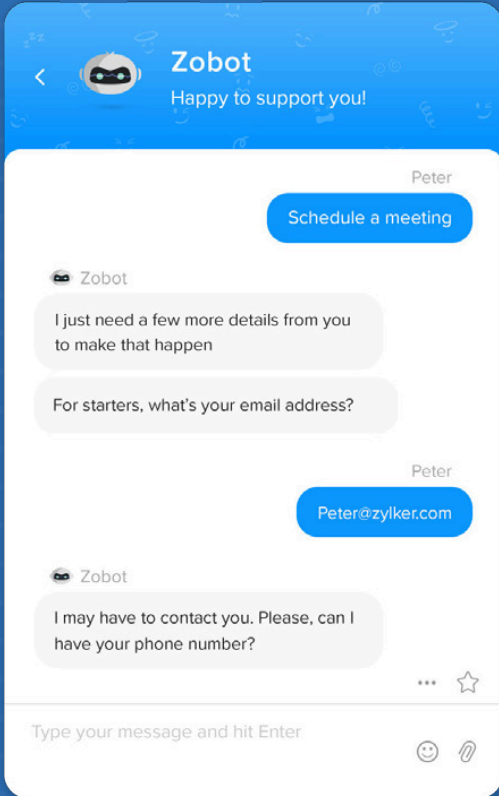 Zobot
Happy to support you!
Peter
Schedule a meeting
Zobot
I just need a few more details from you
to make that happen
For starters, what's your email address?
Peter
Peter@zylker.com
Zobot
I may have to contact you. Please, can I
have your phone number?
Type your message and hit Enter